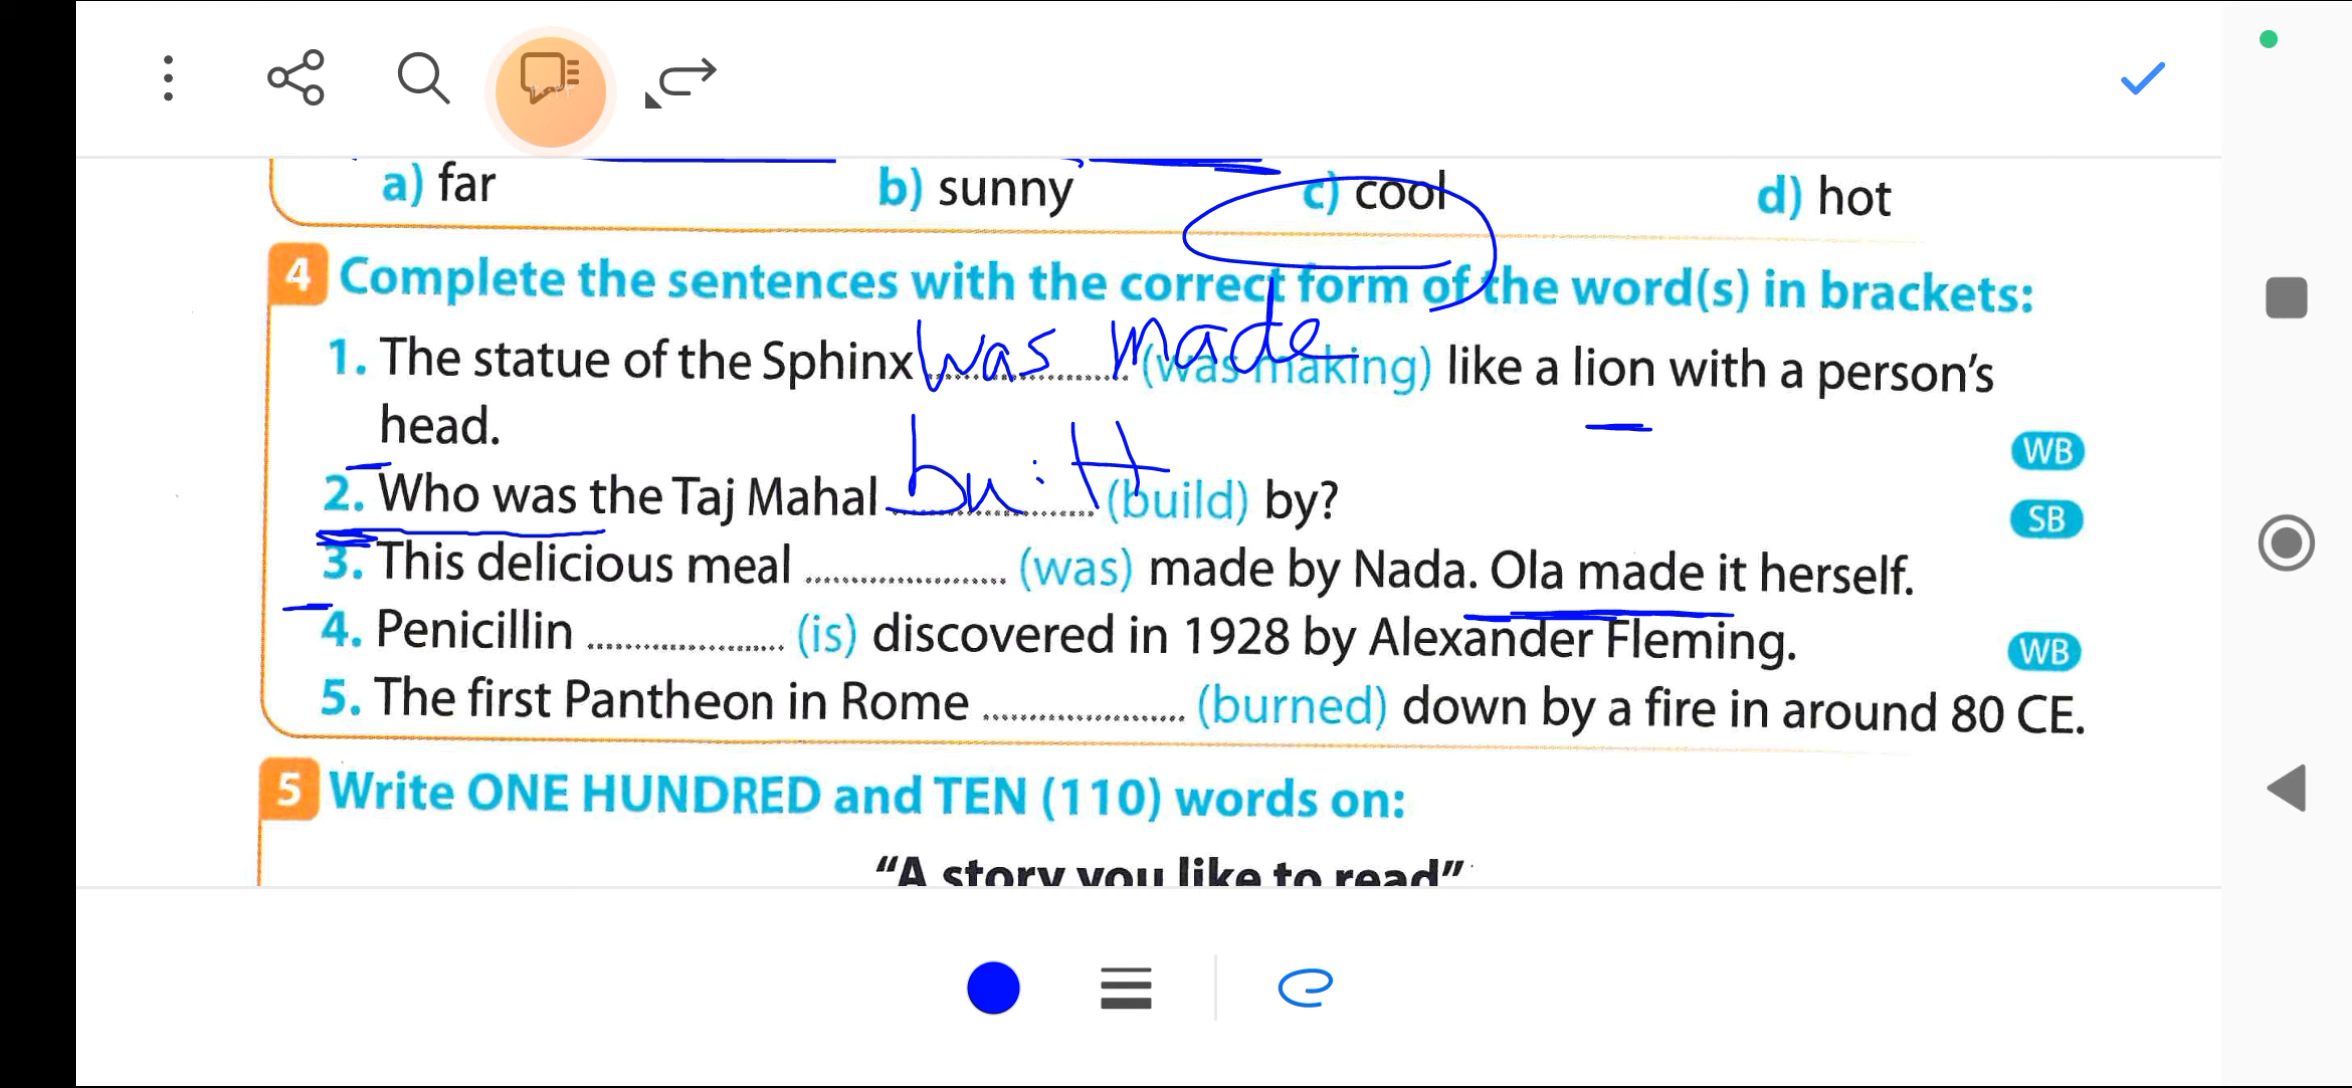 a) far b) sunny c) cool d) hot
4 Complete the sentences with the correct form of the word(s) in brackets:
1. The statue of the Sphinx was made (was making) like a lion with a person's
head. WB
2. Who was the Taj Mahal built (build) by? SB
3. This delicious meal .................... (was) made by Nada. Ola made it herself.
4. Penicillin .................... (is) discovered in 1928 by Alexander Fleming. WB
5. The first Pantheon in Rome .................... (burned) down by a fire in around 80 CE.
5 Write ONE HUNDRED and TEN (110) words on:
"A story you like to read"